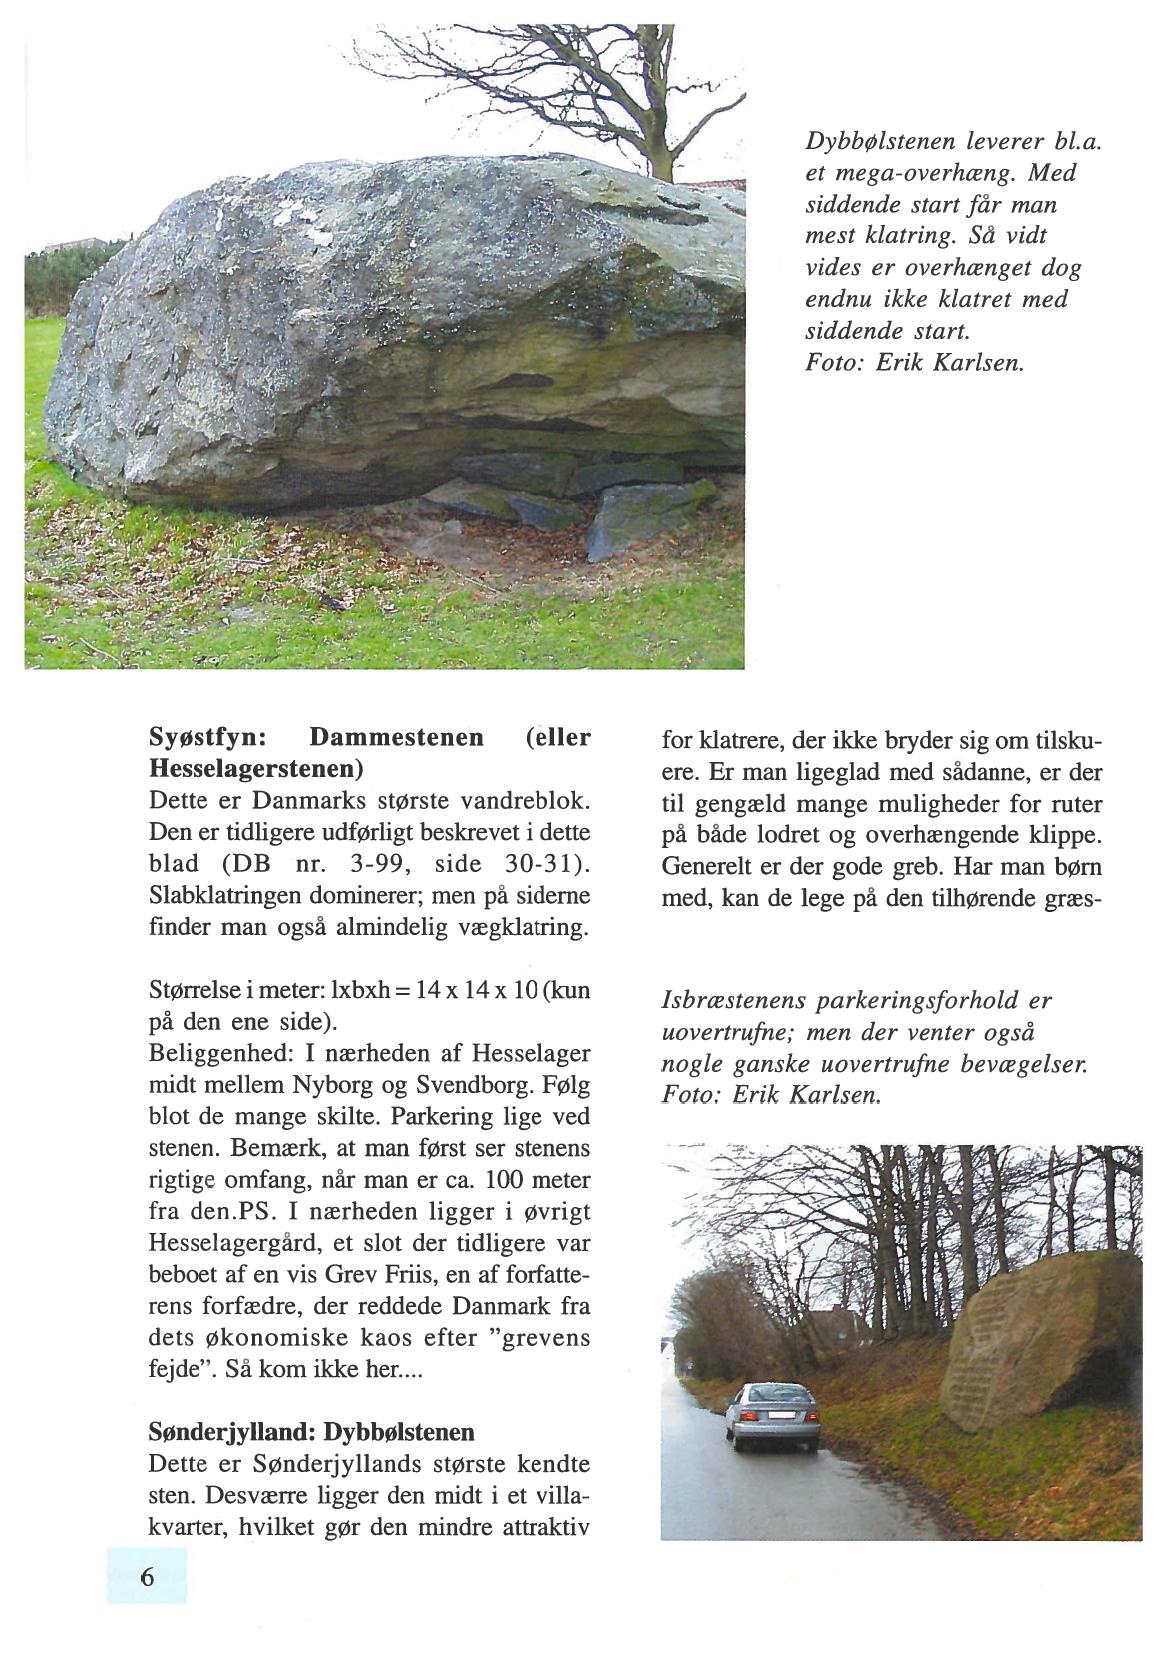 Dybbølstenen leverer bl.a.
et mega-overhæng. Med
siddende start får man
mest klatring. Så vidt
vides er overhænget dog
endnu ikke klatret med
siddende start.
Foto: Erik Karlsen.
Syøstfyn: Dammestenen (eller
Hesselagerstenen)
Dette er Danmarks største vandreblok.
Den er tidligere udførligt beskrevet i dette
blad (DB nr. 3-99, side 30-31).
Slabklatringen dominerer; men på siderne
finder man også almindelig vægklatring.
Størrelse i meter: lxbxh = 14 x 14 x 10 (kun
på den ene side).
Beliggenhed: I nærheden af Hesselager
midt mellem Nyborg og Svendborg. Følg
blot de mange skilte. Parkering lige ved
stenen. Bemærk, at man først ser stenens
rigtige omfang, når man er ca. 100 meter
fra den.PS. I nærheden ligger i øvrigt
Hesselagergård, et slot der tidligere var
beboet af en vis Grev Friis, en af forfatte-
rens forfædre, der reddede Danmark fra
dets økonomiske kaos efter ”grevens
fejde”. Så kom ikke her....
Sønderjylland: Dybbølstenen
Dette er Sønderjyllands største kendte
sten. Desværre ligger den midt i et villa-
kvarter, hvilket gør den mindre attraktiv
for klatrere, der ikke bryder sig om tilsku-
ere. Er man ligeglad med sådanne, er der
til gengæld mange muligheder for ruter
på både lodret og overhængende klippe.
Generelt er der gode greb. Har man børn
med, kan de lege på den tilhørende græs-
Isbræstenens parkeringsforhold er
uovertrufne; men der venter også
nogle ganske uovertrufne bevægelser.
Foto: Erik Karlsen.
6